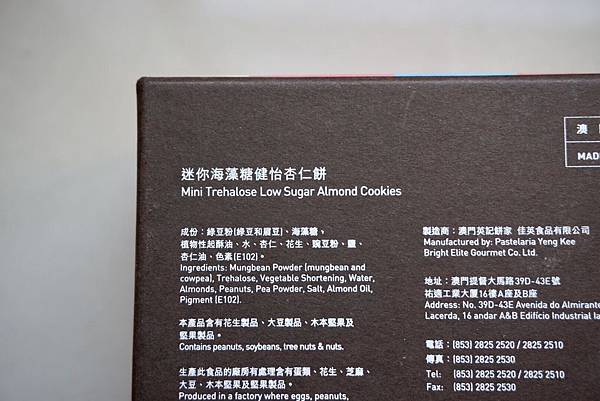 澳
MAD
迷你海藻糖健怡杏仁餅
Mini Trehalose Low Sugar Almond Cookies
成份：綠豆粉(綠豆和眉豆)、海藻糖，
植物性起酥油、水、杏仁、花生、豌豆粉、鹽、
杏仁油、色素(E102)。
Ingredients: Mungbean Powder (mungbean and
cowpea), Trehalose, Vegetable Shortening, Water,
Almonds, Peanuts, Pea Powder, Salt, Almond Oil,
Pigment (E102).
本產品含有花生製品、大豆製品、木本堅果及
堅果製品。
Contains peanuts, soybeans, tree nuts & nuts.
生產此食品的廠房有處理含有蛋類、花生、芝麻、
大豆、木本堅果及堅果製品。
Produced in a factory where eggs, peanuts,
製造商：澳門英記餅家 佳英食品有限公司
Manufactured by: Pastelaria Yeng Kee
Bright Elite Gourmet Co. Ltd.
地址：澳門提督大馬路39D-43E號
祐適工業大廈16樓A座及B座
Address: No. 39D-43E Avenida do Almirante
Lacerda, 16 andar A&B Edifício Industrial
電話：(853) 2825 2520 / 2825 2510
傳真：(853) 2825 2530
Tel: (853) 2825 2520 / 2825 2510
Fax: (853) 2825 2530